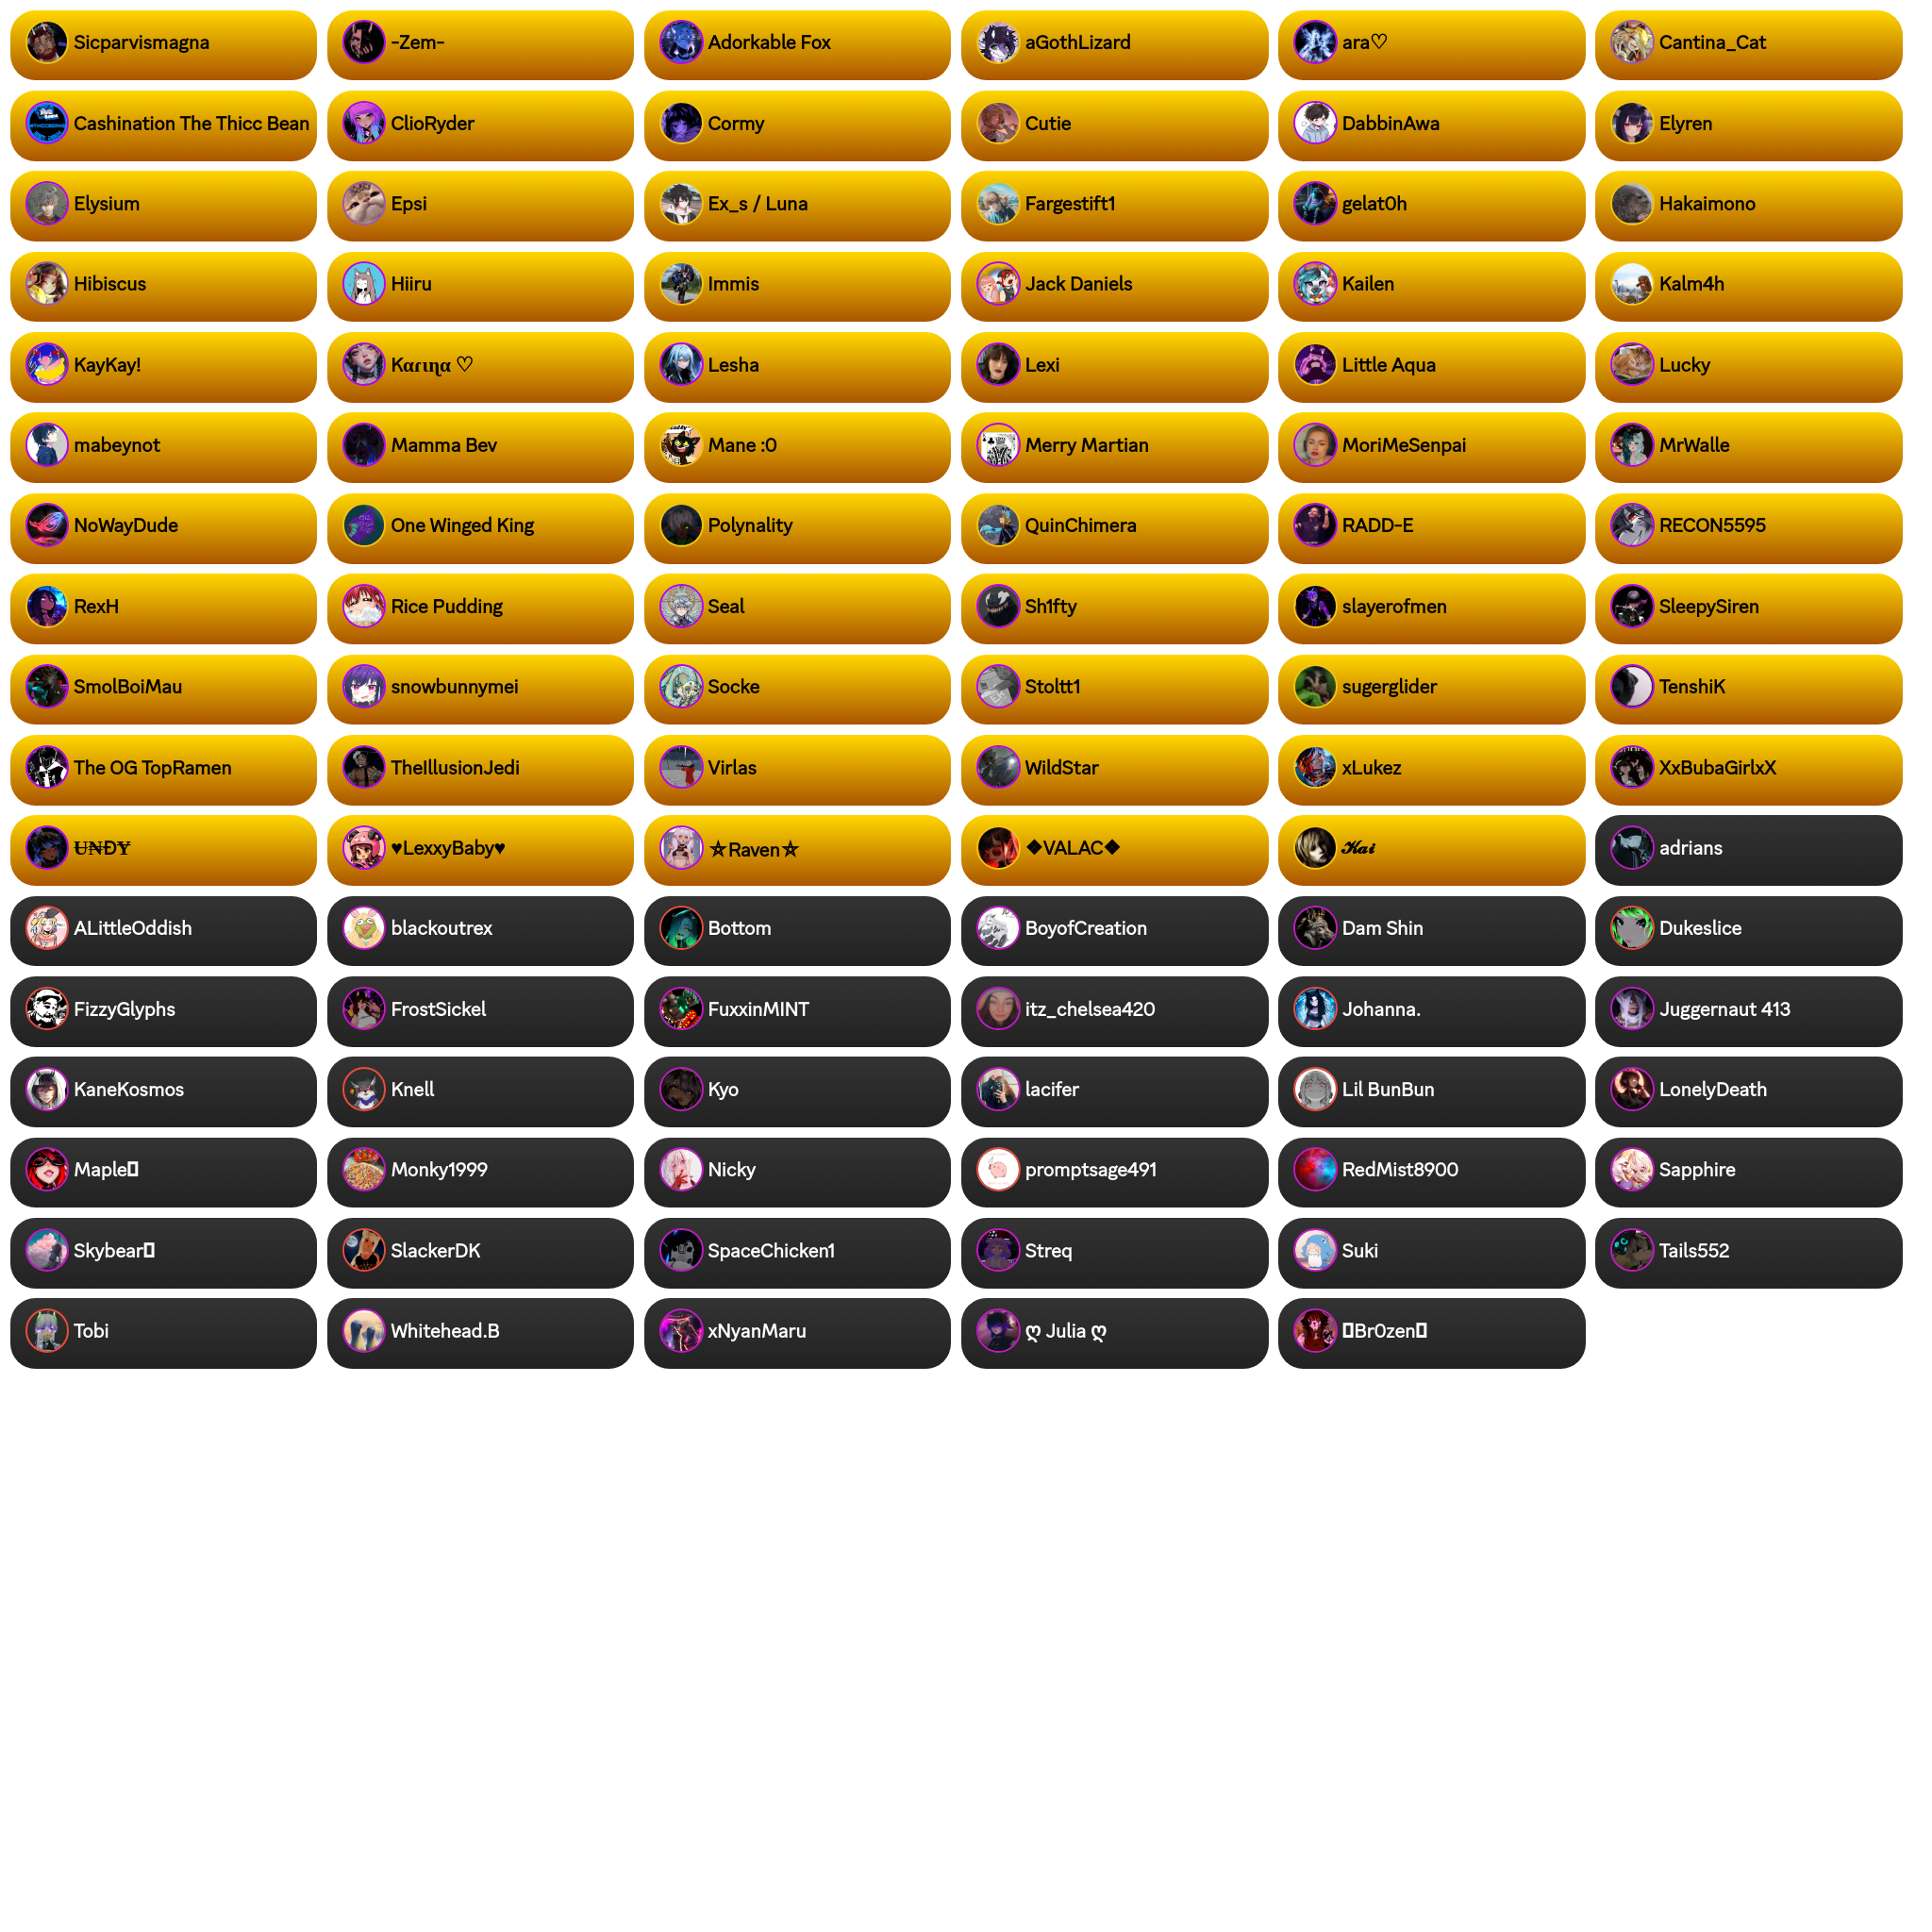 Sicparvismagna
-Zem-
Adorkable Fox
aGothLizard
ara♡
Cantina_Cat
Cashination The Thicc Bean
ClioRyder
Cormy
Cutie
DabbinAwa
Elyren
Elysium
Epsi
Ex_s / Luna
Fargestift1
gelat0h
Hakaimono
Hibiscus
Hiiru
Immis
Jack Daniels
Kailen
Kalm4h
KayKay!
Kαɾιɳα ♡
Lesha
Lexi
Little Aqua
Lucky
mabeynot
Mamma Bev
Mane :0
Merry Martian
MoriMeSenpai
MrWalle
NoWayDude
One Winged King
Polynality
QuinChimera
RADD-E
RECON5595
RexH
Rice Pudding
Seal
Sh1fty
slayerofmen
SleepySiren
SmolBoiMau
snowbunnymei
Socke
Stoltt1
sugerglider
TenshiK
The OG TopRamen
TheIllusionJedi
Virlas
WildStar
xLukez
XxBubaGirlxX
U̶N̶ĐɎ
♥LexxyBaby♥
⛤Raven⛤
❖VALAC❖
𝓚𝓪𝓲
adrians
ALittleOddish
blackoutrex
Bottom
BoyofCreation
Dam Shin
Dukeslice
FizzyGlyphs
FrostSickel
FuxxinMINT
itz_chelsea420
Johanna.
Juggernaut 413
KaneKosmos
Knell
Kyo
lacifer
Lil BunBun
LonelyDeath
Maple
Monky1999
Nicky
promptsage491
RedMist8900
Sapphire
Skybear
SlackerDK
SpaceChicken1
Streq
Suki
Tails552
Tobi
Whitehead.B
xNyanMaru
ღ Julia ღ
Br0zen